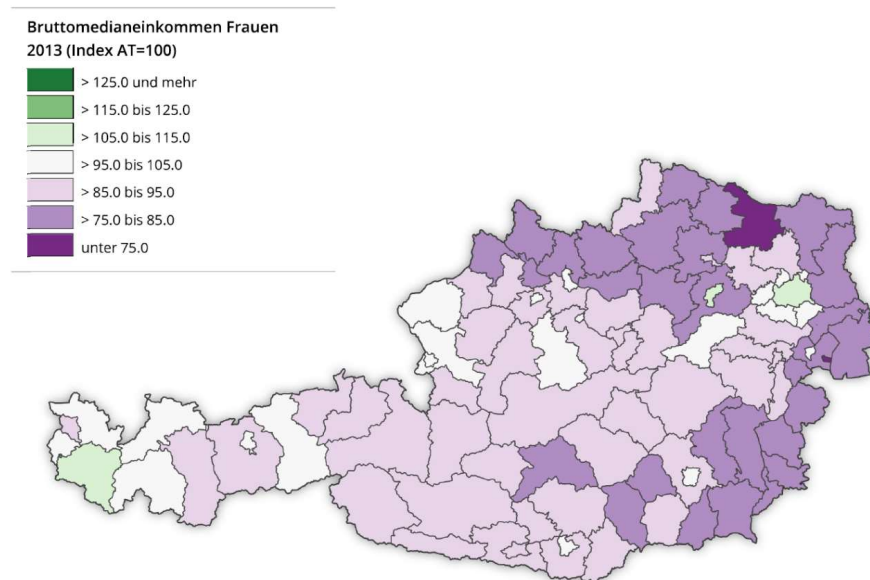 Bruttomedianeinkommen Frauen
2013 (Index AT=100)
> 125.0 und mehr
> 115.0 bis 125.0
> 105.0 bis 115.0
> 95.0 bis 105.0
> 85.0 bis 95.0
> 75.0 bis 85.0
unter 75.0